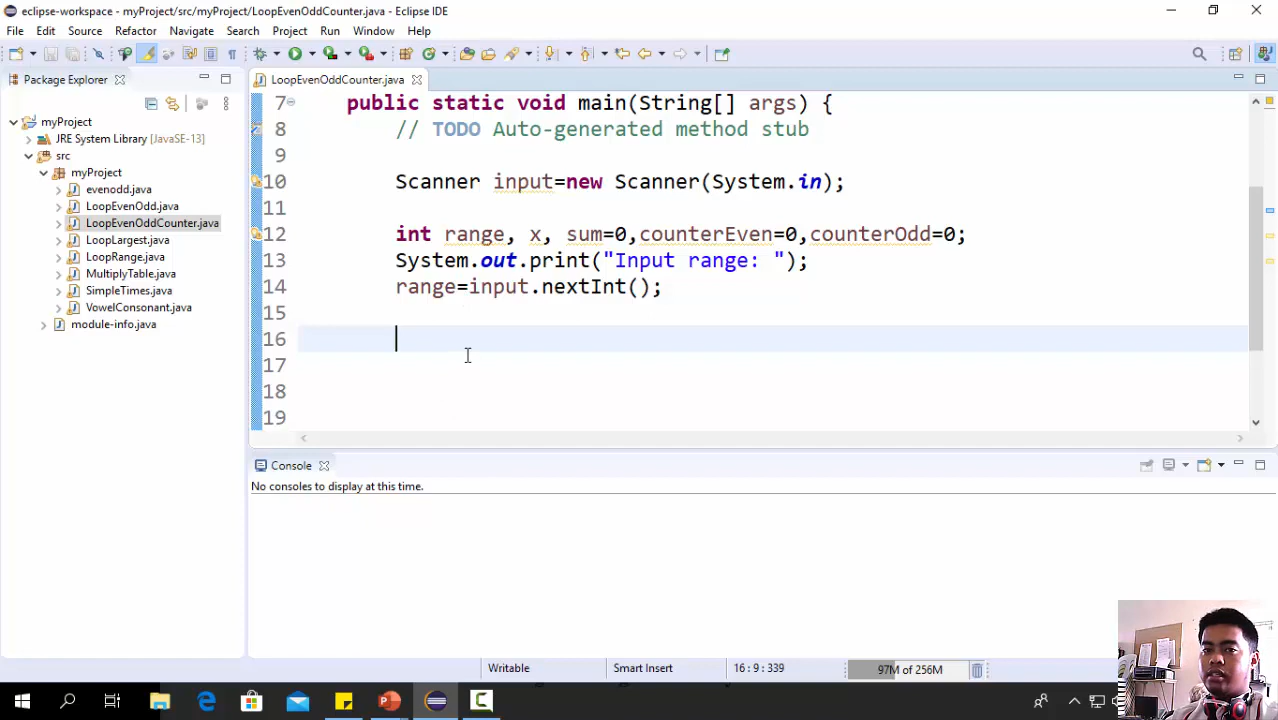 eclipse-workspace - myProject/src/myProject/LoopEvenOddCounter.java - Eclipse IDE
File Edit Source Refactor Navigate Search Project Run Window Help
Package Explorer
myProject
JRE System Library [JavaSE-13]
src
myProject
evenodd.java
LoopEvenOdd.java
LoopEvenOddCounter.java
LoopLargest.java
LoopRange.java
MultiplyTable.java
SimpleTimes.java
VowelConsonant.java
module-info.java
LoopEvenOddCounter.java
7 public static void main(String[] args) {
8 // TODO Auto-generated method stub
9
10 Scanner input=new Scanner(System.in);
11
12 int range, x, sum=0,counterEven=0,counterOdd=0;
13 System.out.print("Input range: ");
14 range=input.nextInt();
15
16
17
18
19
Console
No consoles to display at this time.
Writable Smart Insert 16 : 9 : 339 97M of 256M